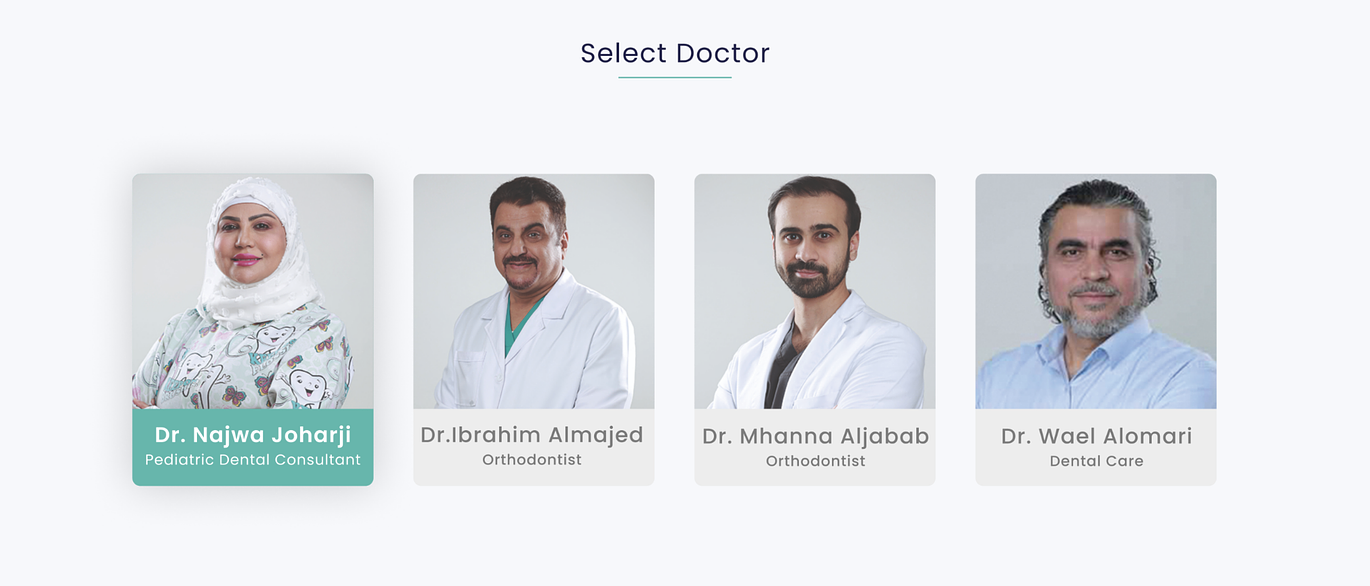 Select Doctor
Dr. Najwa Joharji
Pediatric Dental Consultant
Dr.Ibrahim Almajed
Orthodontist
Dr. Mhanna Aljabab
Orthodontist
Dr. Wael Alomari
Dental Care